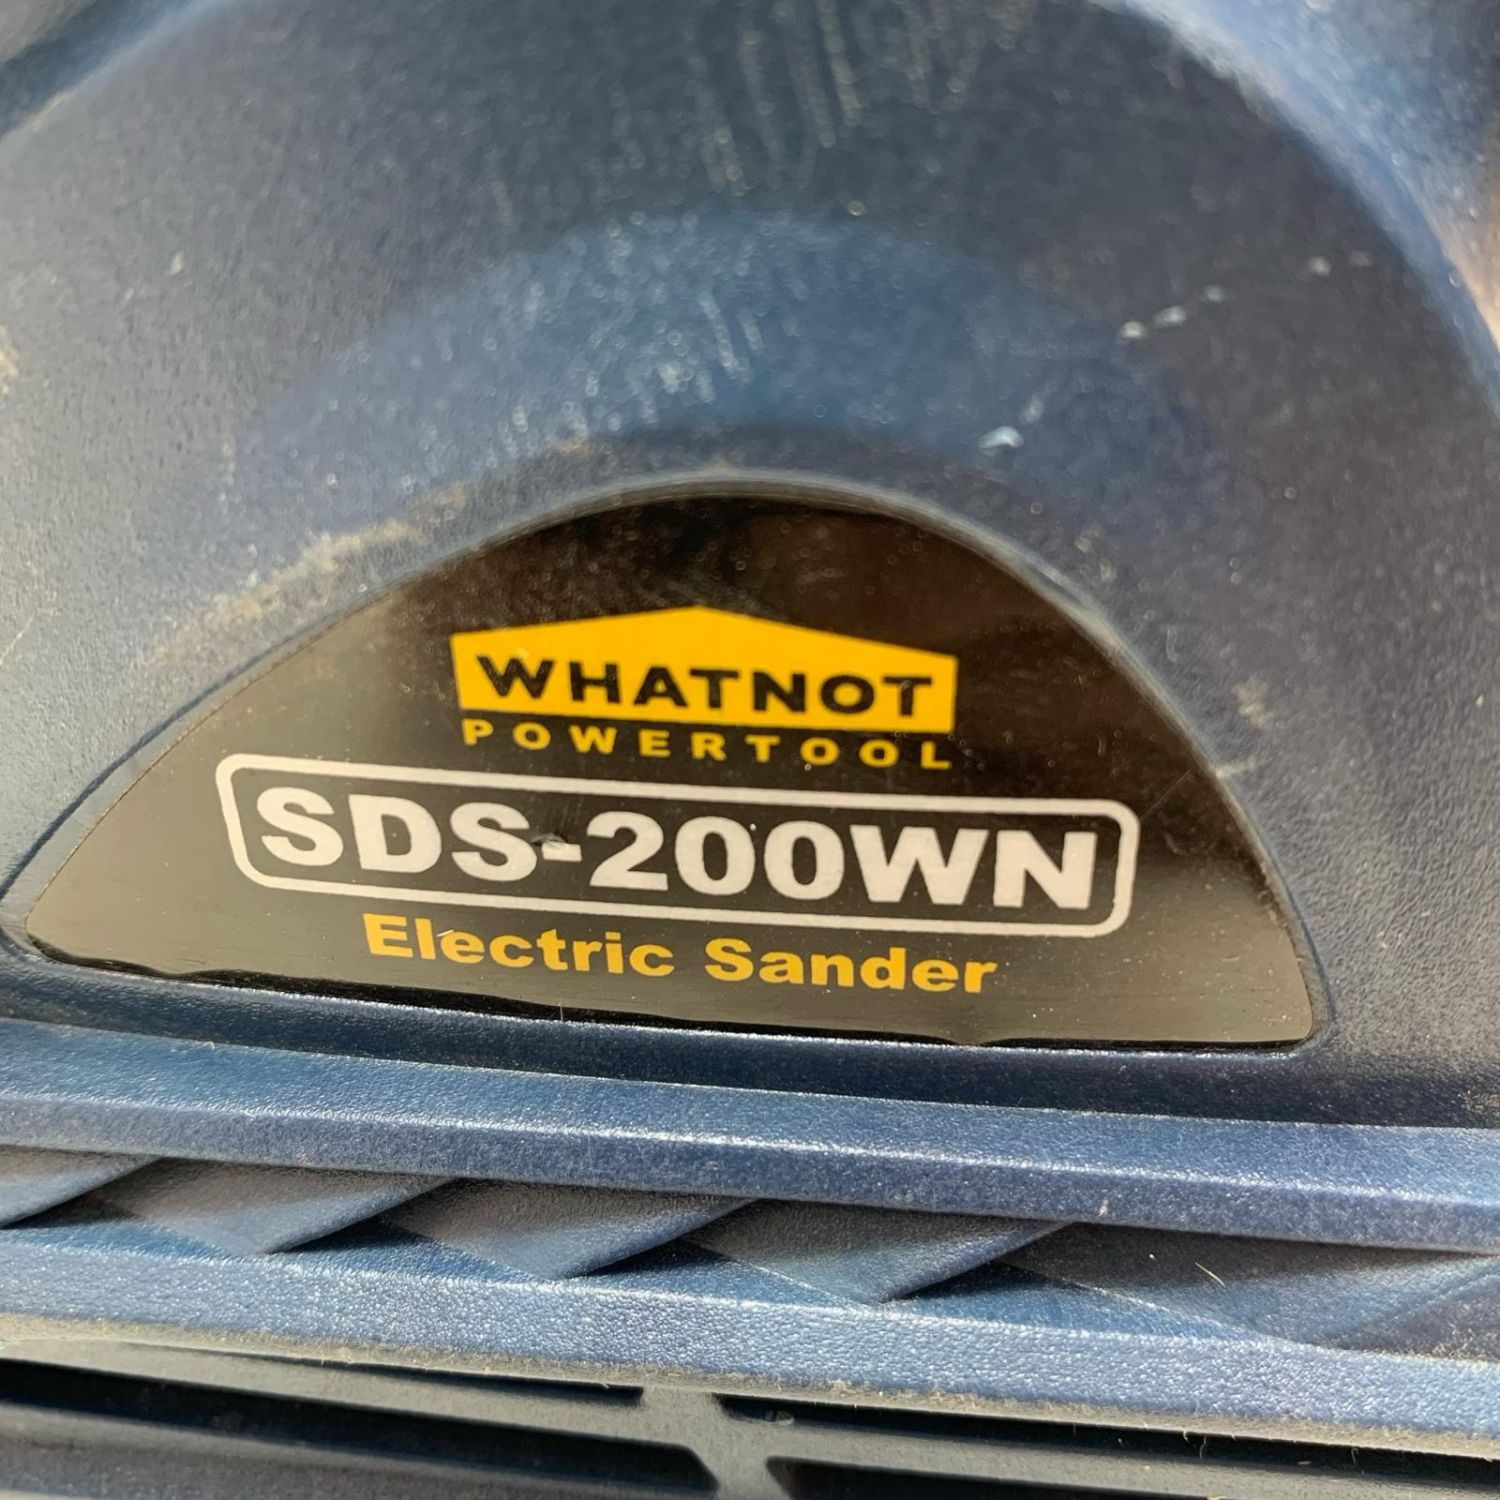 WHATNOT
POWERTOOL
SDS-200WN
Electric Sander